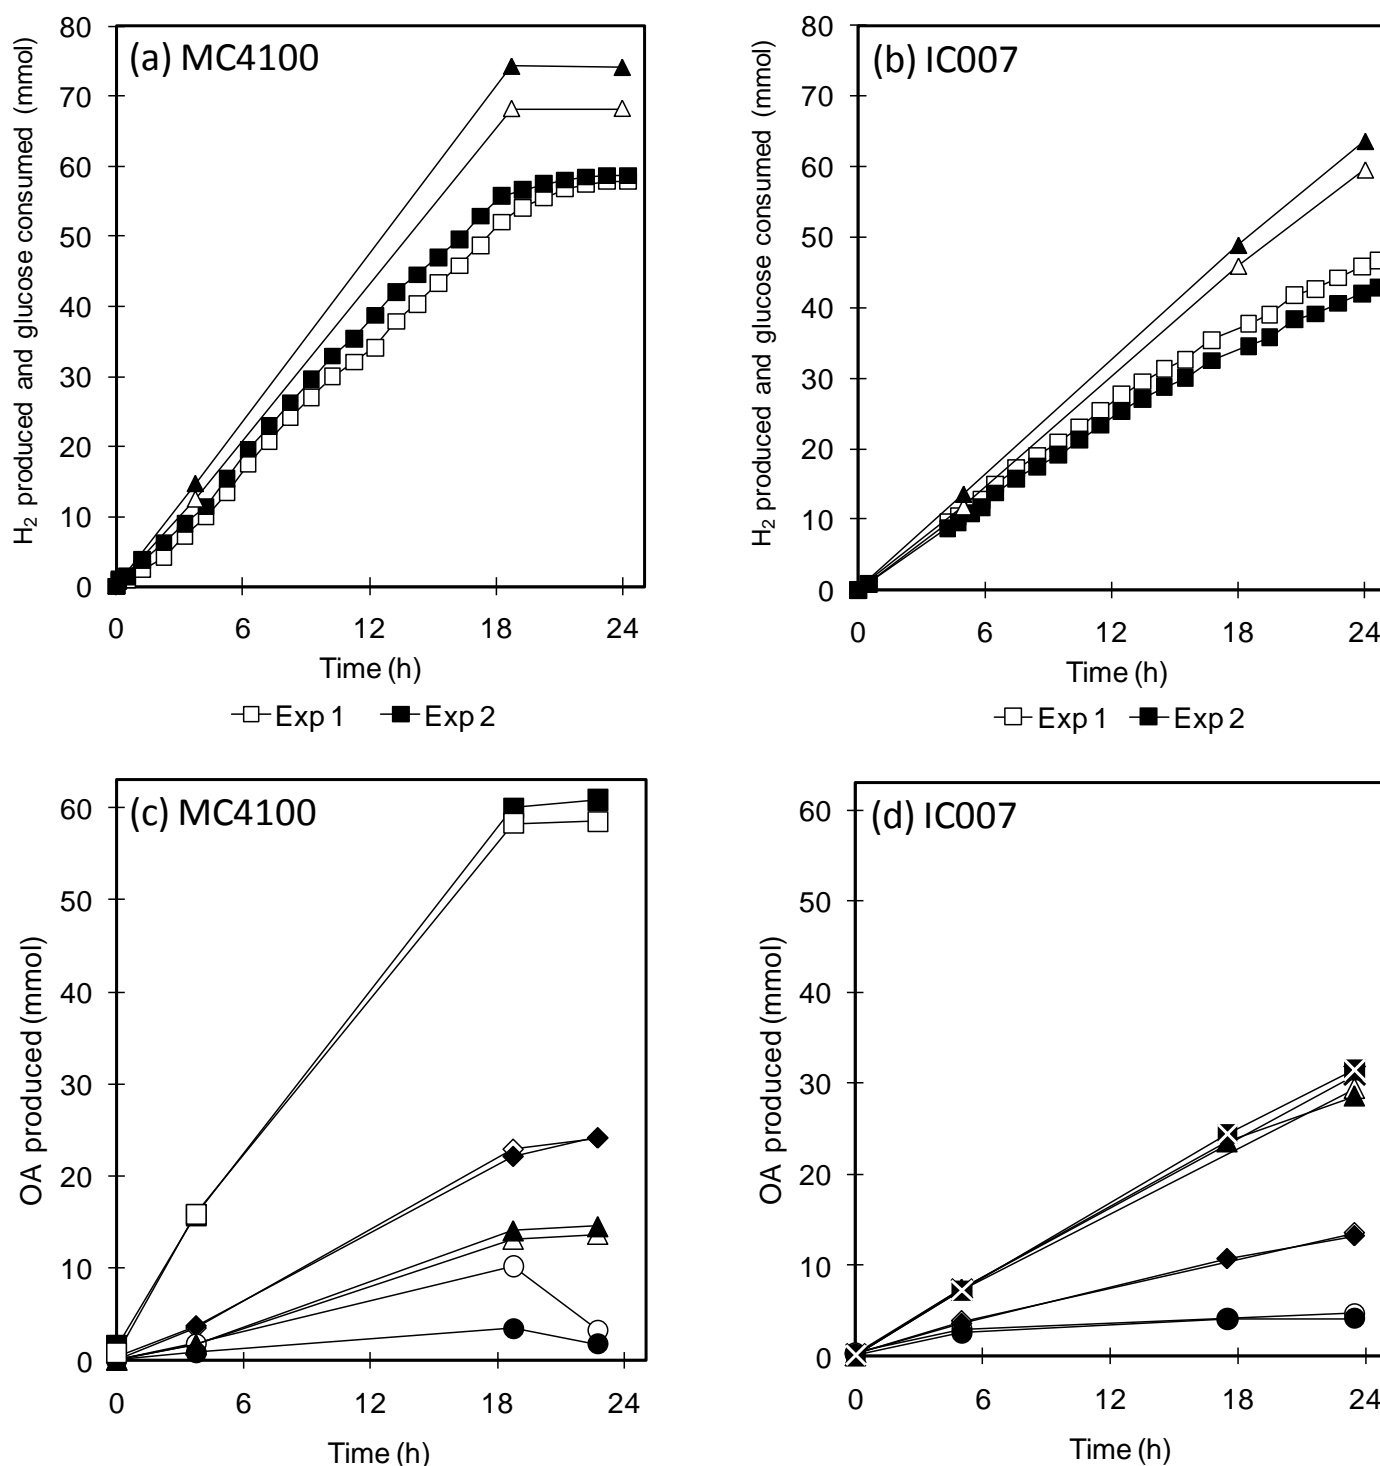 (a) MC4100
H₂ produced and glucose consumed (mmol)
80
70
60
50
40
30
20
10
0
0 6 12 18 24
Time (h)
Exp 1 Exp 2
(b) IC007
H₂ produced and glucose consumed (mmol)
80
70
60
50
40
30
20
10
0
0 6 12 18 24
Time (h)
Exp 1 Exp 2
(c) MC4100
OA produced (mmol)
60
50
40
30
20
10
0
0 6 12 18 24
Time (h)
(d) IC007
OA produced (mmol)
60
50
40
30
20
10
0
0 6 12 18 24
Time (h)